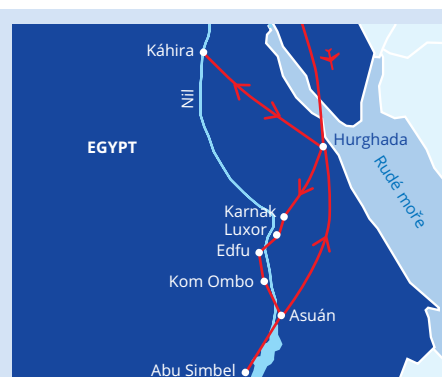 Káhira
Nil
EGYPT
Hurghada
Rudé moře
Karnak
Luxor
Edfu
Kom Ombo
Asuán
Abu Simbel